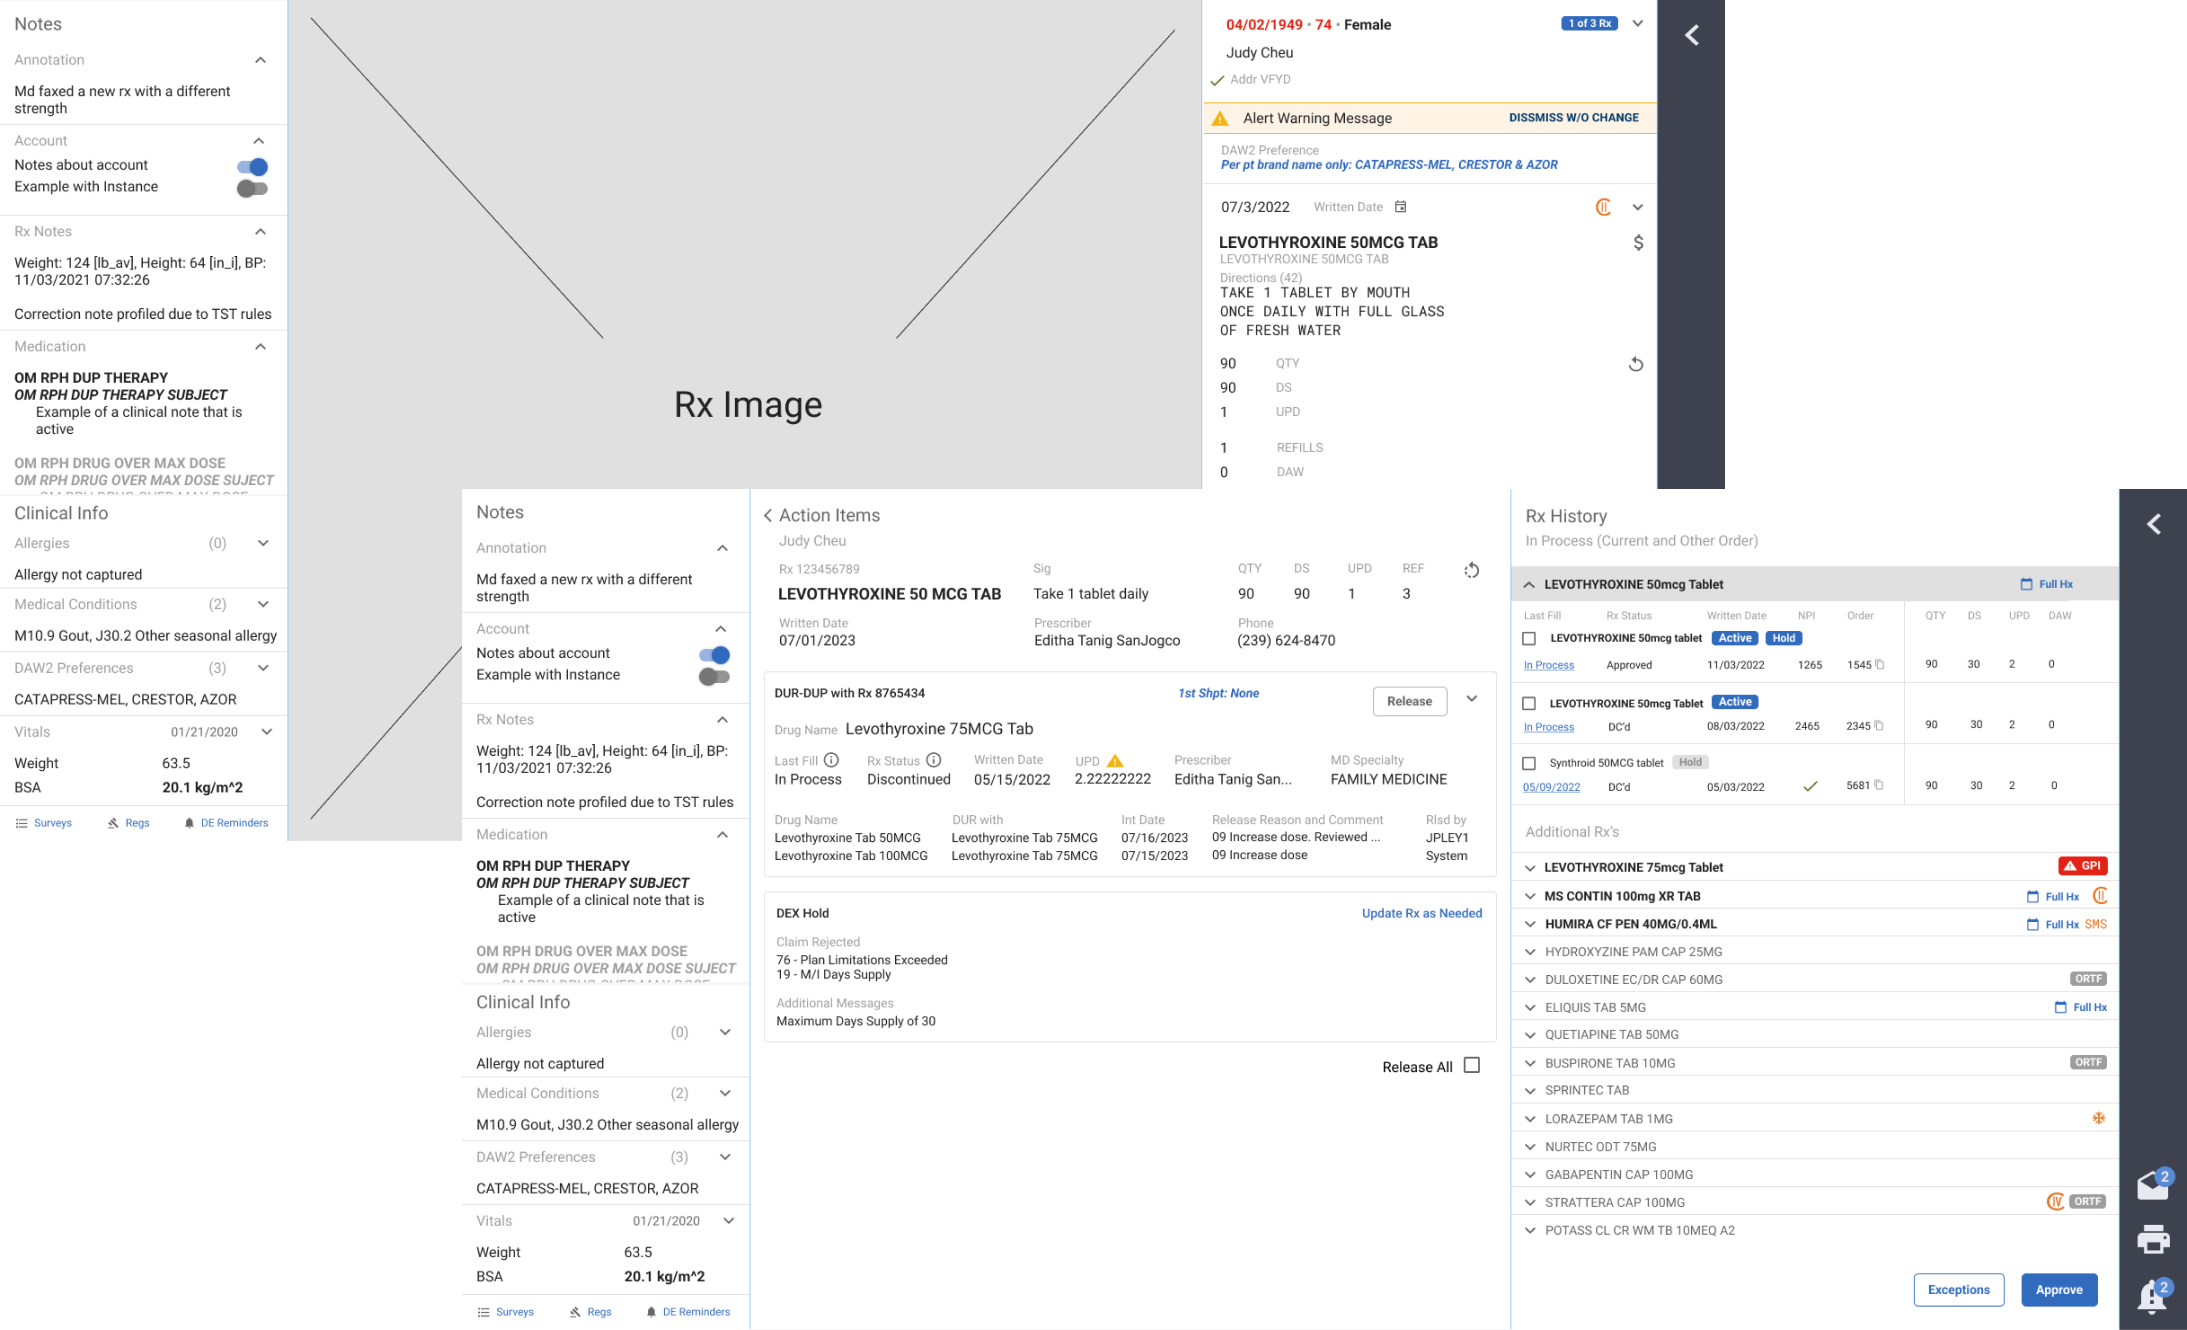 Notes
Annotation
Md faxed a new rx with a different
strength
Account
Notes about account
Example with Instance
Rx Notes
Weight: 124 [lb_av], Height: 64 [in_i], BP:
11/03/2021 07:32:26
Correction note profiled due to TST rules
Medication
OM RPH DUP THERAPY
OM RPH DUP THERAPY SUBJECT
Example of a clinical note that is
active
OM RPH DRUG OVER MAX DOSE
OM RPH DRUG OVER MAX DOSE SUJECT
Clinical Info
Allergies (0)
Allergy not captured
Medical Conditions (2)
M10.9 Gout, J30.2 Other seasonal allergy
DAW2 Preferences (3)
CATAPRESS-MEL, CRESTOR, AZOR
Vitals 01/21/2020
Weight 63.5
BSA 20.1 kg/m^2
Surveys Regs DE Reminders
Rx Image
04/02/1949 • 74 • Female 1 of 3 Rx
Judy Cheu
Addr VFYD
Alert Warning Message DISSMISS W/O CHANGE
DAW2 Preference
Per pt brand name only: CATAPRESS-MEL, CRESTOR & AZOR
07/3/2022 Written Date CII
LEVOTHYROXINE 50MCG TAB $
LEVOTHYROXINE 50MCG TAB
Directions (42)
TAKE 1 TABLET BY MOUTH
ONCE DAILY WITH FULL GLASS
OF FRESH WATER
90 QTY
90 DS
1 UPD
1 REFILLS
0 DAW
Notes
Annotation
Md faxed a new rx with a different
strength
Account
Notes about account
Example with Instance
Rx Notes
Weight: 124 [lb_av], Height: 64 [in_i], BP:
11/03/2021 07:32:26
Correction note profiled due to TST rules
Medication
OM RPH DUP THERAPY
OM RPH DUP THERAPY SUBJECT
Example of a clinical note that is
active
OM RPH DRUG OVER MAX DOSE
OM RPH DRUG OVER MAX DOSE SUJECT
Clinical Info
Allergies (0)
Allergy not captured
Medical Conditions (2)
M10.9 Gout, J30.2 Other seasonal allergy
DAW2 Preferences (3)
CATAPRESS-MEL, CRESTOR, AZOR
Vitals 01/21/2020
Weight 63.5
BSA 20.1 kg/m^2
Surveys Regs DE Reminders
Action Items
Judy Cheu
Rx 123456789 Sig QTY DS UPD REF
LEVOTHYROXINE 50 MCG TAB Take 1 tablet daily 90 90 1 3
Written Date Prescriber Phone
07/01/2023 Editha Tanig SanJogco (239) 624-8470
DUR-DUP with Rx 8765434 1st Shpt: None Release
Drug Name Levothyroxine 75MCG Tab
Last Fill Rx Status Written Date UPD Prescriber MD Specialty
In Process Discontinued 05/15/2022 2.22222222 Editha Tanig San... FAMILY MEDICINE
Drug Name DUR with Int Date Release Reason and Comment Rlsd by
Levothyroxine Tab 50MCG Levothyroxine Tab 75MCG 07/16/2023 09 Increase dose. Reviewed ... JPLEY1
Levothyroxine Tab 100MCG Levothyroxine Tab 75MCG 07/15/2023 09 Increase dose System
DEX Hold Update Rx as Needed
Claim Rejected
76 - Plan Limitations Exceeded
19 - M/I Days Supply
Additional Messages
Maximum Days Supply of 30
Release All
Rx History
In Process (Current and Other Order)
LEVOTHYROXINE 50mcg Tablet Full Hx
Last Fill Rx Status Written Date NPI Order QTY DS UPD DAW
LEVOTHYROXINE 50mcg tablet Active Hold
In Process Approved 11/03/2022 1265 1545 90 30 2 0
LEVOTHYROXINE 50mcg Tablet Active
In Process DC'd 08/03/2022 2465 2345 90 30 2 0
Synthroid 50MCG tablet Hold
05/09/2022 DC'd 05/03/2022 5681 90 30 2 0
Additional Rx's
LEVOTHYROXINE 75mcg Tablet GPI
MS CONTIN 100mg XR TAB Full Hx CII
HUMIRA CF PEN 40MG/0.4ML Full Hx SMS
HYDROXYZINE PAM CAP 25MG
DULOXETINE EC/DR CAP 60MG ORTF
ELIQUIS TAB 5MG Full Hx
QUETIAPINE TAB 50MG
BUSPIRONE TAB 10MG ORTF
SPRINTEC TAB
LORAZEPAM TAB 1MG
NURTEC ODT 75MG
GABAPENTIN CAP 100MG
STRATTERA CAP 100MG CIV ORTF
POTASS CL CR WM TB 10MEQ A2
Exceptions Approve
2
2